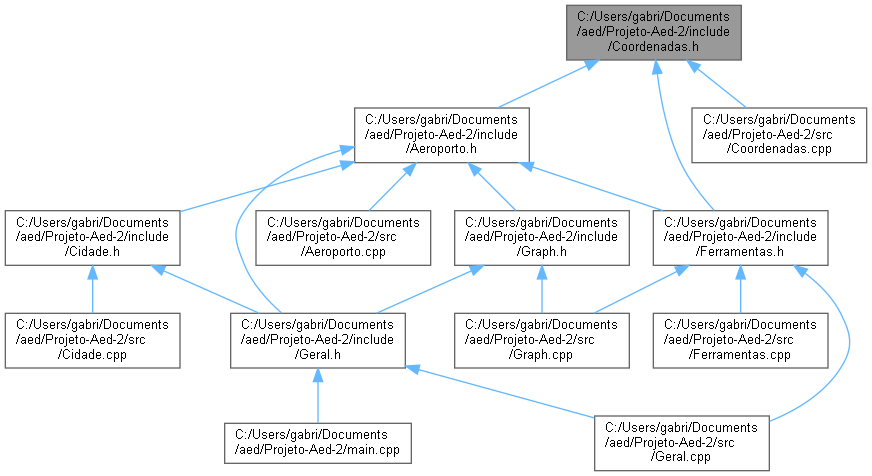 C:/Users/gabri/Documents
/aed/Projeto-Aed-2/include
/Coordenadas.h
C:/Users/gabri/Documents
/aed/Projeto-Aed-2/include
/Aeroporto.h
C:/Users/gabri/Documents
/aed/Projeto-Aed-2/src
/Coordenadas.cpp
C:/Users/gabri/Documents
/aed/Projeto-Aed-2/include
/Cidade.h
C:/Users/gabri/Documents
/aed/Projeto-Aed-2/src
/Aeroporto.cpp
C:/Users/gabri/Documents
/aed/Projeto-Aed-2/include
/Graph.h
C:/Users/gabri/Documents
/aed/Projeto-Aed-2/include
/Ferramentas.h
C:/Users/gabri/Documents
/aed/Projeto-Aed-2/src
/Cidade.cpp
C:/Users/gabri/Documents
/aed/Projeto-Aed-2/include
/Geral.h
C:/Users/gabri/Documents
/aed/Projeto-Aed-2/src
/Graph.cpp
C:/Users/gabri/Documents
/aed/Projeto-Aed-2/src
/Ferramentas.cpp
C:/Users/gabri/Documents
/aed/Projeto-Aed-2/main.cpp
C:/Users/gabri/Documents
/aed/Projeto-Aed-2/src
/Geral.cpp